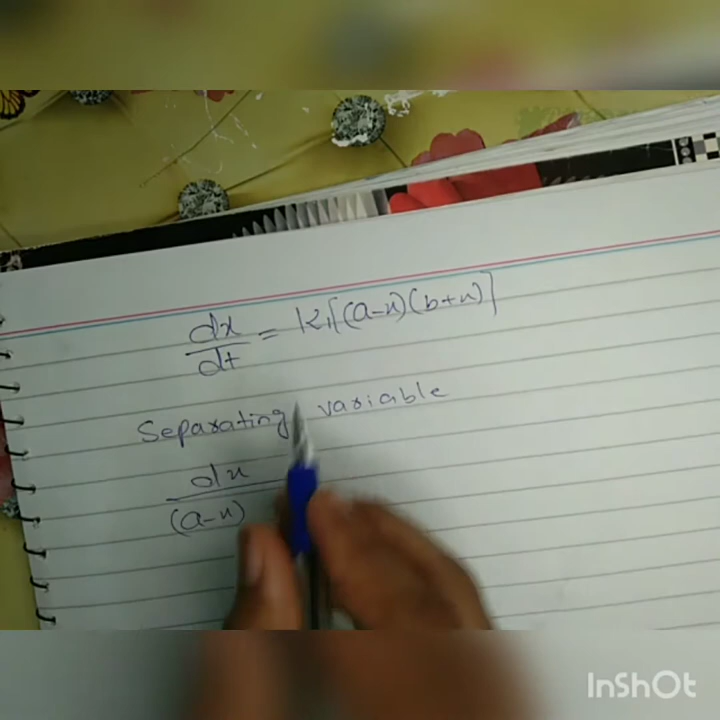 dx/dt = K₁[(a-x)(b+x)]
Separating variable
dx/(a-x)
InShOt